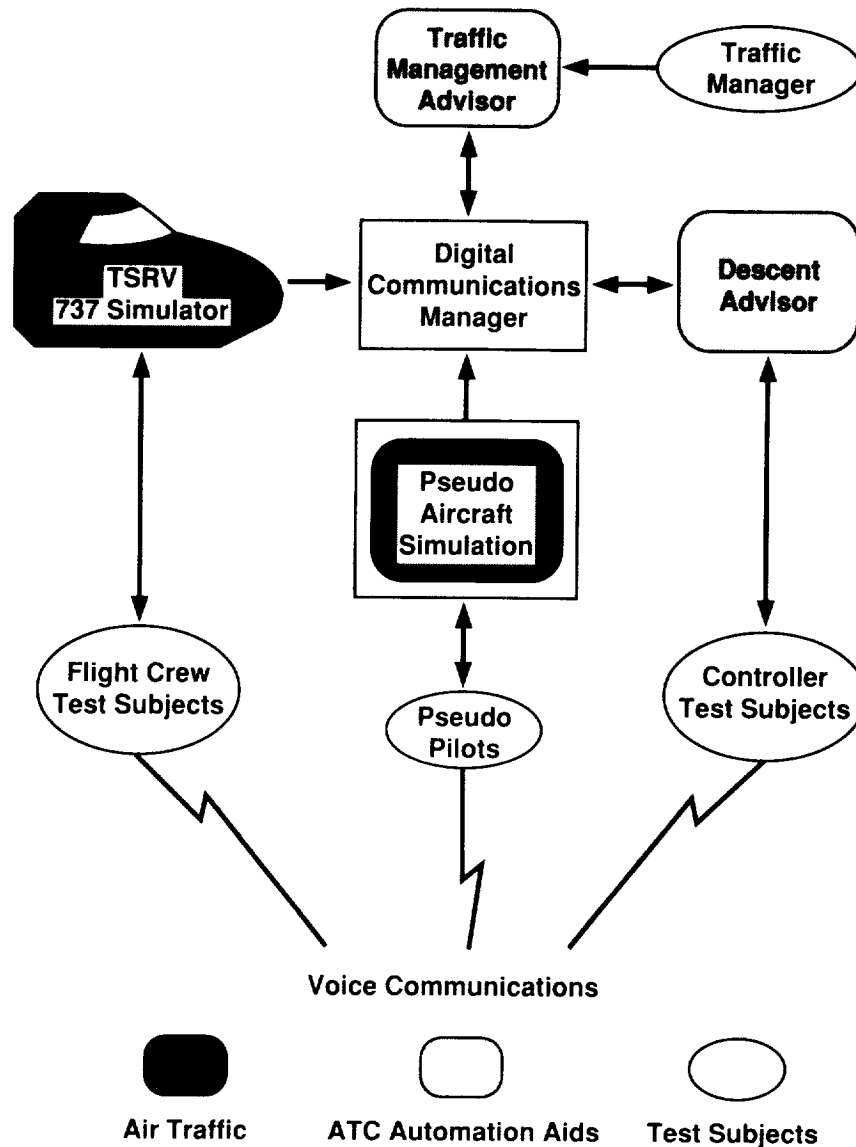 Traffic
Management
Advisor
Traffic
Manager
TSRV
737 Simulator
Digital
Communications
Manager
Descent
Advisor
Pseudo
Aircraft
Simulation
Flight Crew
Test Subjects
Pseudo
Pilots
Controller
Test Subjects
Voice Communications
Air Traffic
ATC Automation Aids
Test Subjects